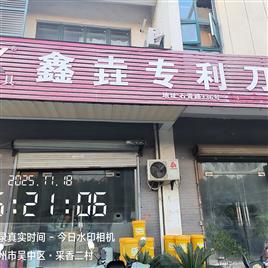 鑫垚专利刀
具
2025.11.18
:21:06
录真实时间 - 今日水印相机
州市吴中区·采香二村